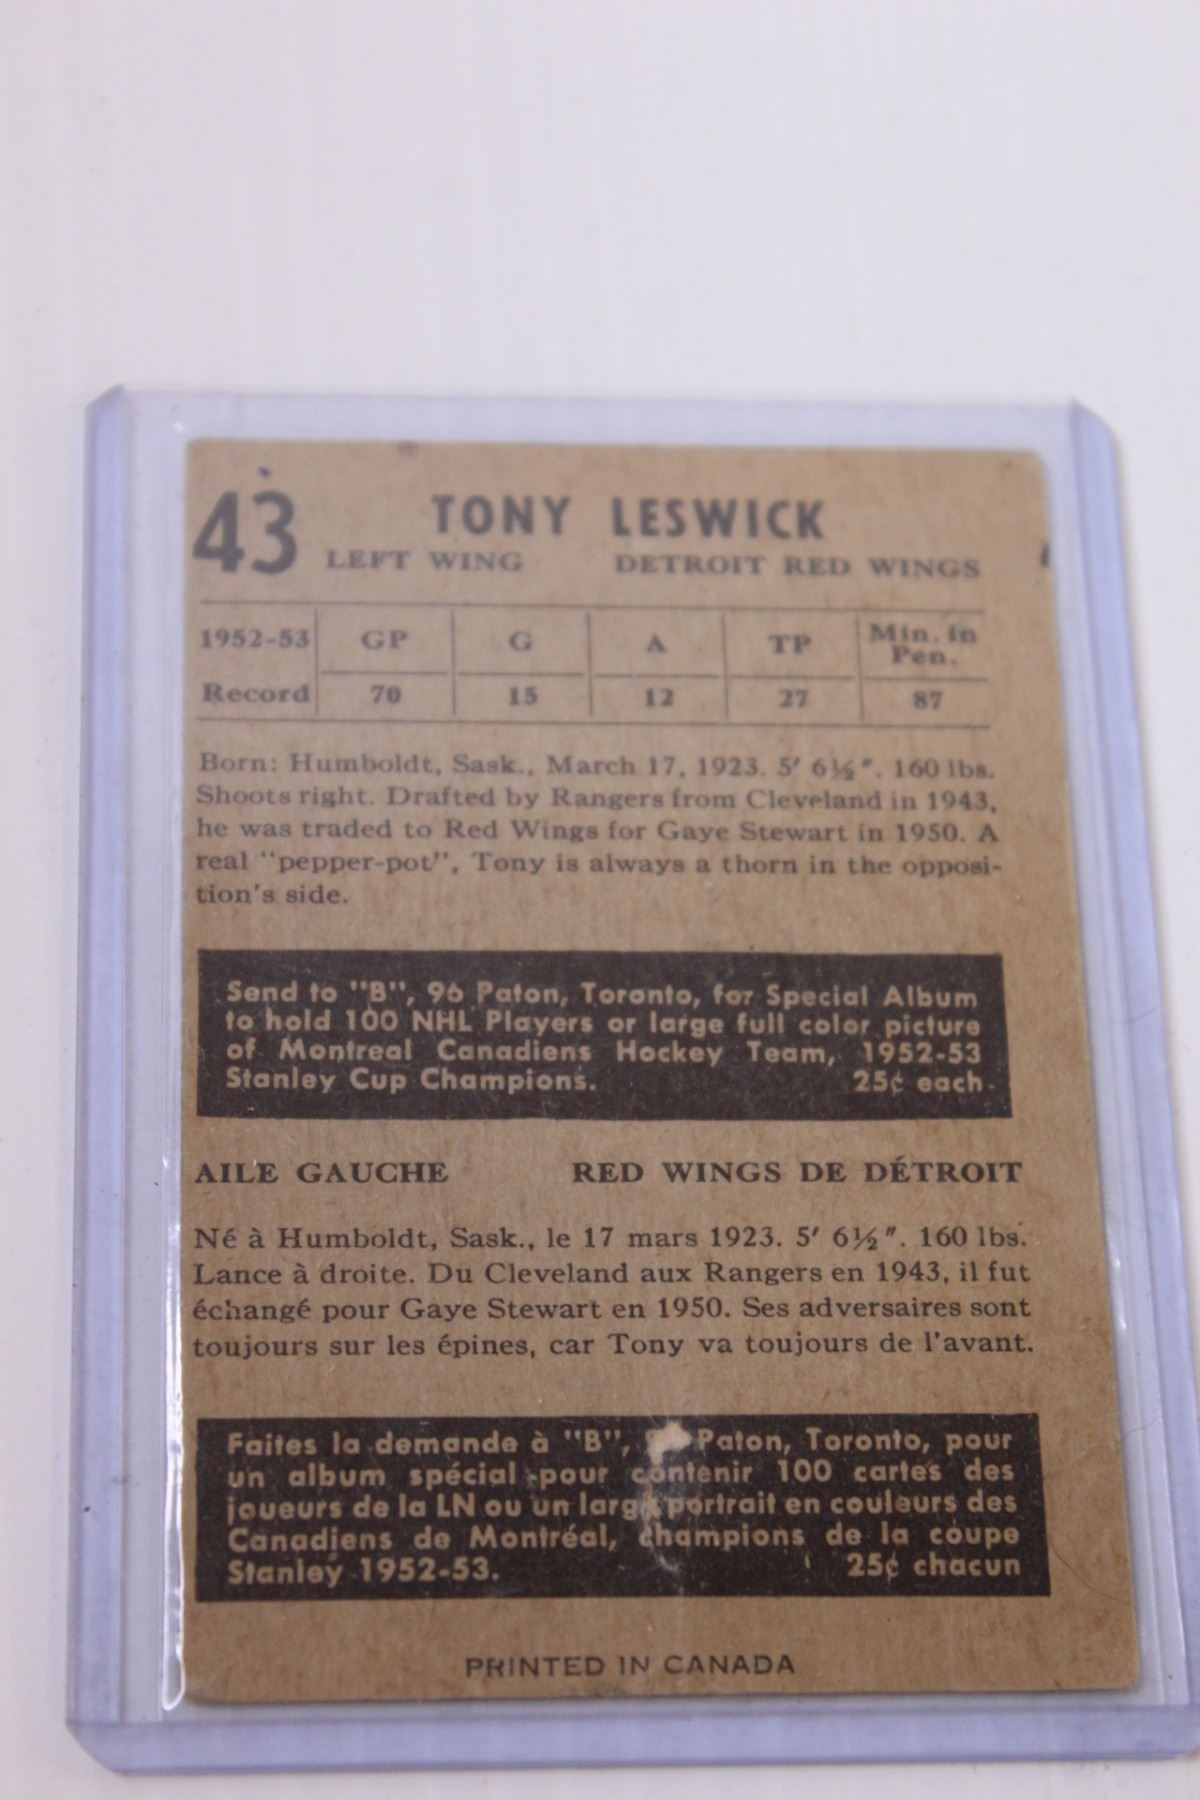 43 TONY LESWICK
LEFT WING DETROIT RED WINGS
1952-53 GP G A TP Min. in Pen.
Record 70 15 12 27 87
Born: Humboldt, Sask., March 17, 1923. 5' 6½". 160 lbs.
Shoots right. Drafted by Rangers from Cleveland in 1943,
he was traded to Red Wings for Gaye Stewart in 1950. A
real "pepper-pot", Tony is always a thorn in the opposi-
tion's side.
Send to "B", 96 Paton, Toronto, for Special Album
to hold 100 NHL Players or large full color picture
of Montreal Canadiens Hockey Team, 1952-53
Stanley Cup Champions. 25¢ each.
AILE GAUCHE RED WINGS DE DÉTROIT
Né à Humboldt, Sask., le 17 mars 1923. 5' 6½". 160 lbs.
Lance à droite. Du Cleveland aux Rangers en 1943, il fut
échangé pour Gaye Stewart en 1950. Ses adversaires sont
toujours sur les épines, car Tony va toujours de l'avant.
Faites la demande à "B", Paton, Toronto, pour
un album spécial pour contenir 100 cartes des
joueurs de la LN ou un large portrait en couleurs des
Canadiens de Montréal, champions de la coupe
Stanley 1952-53. 25¢ chacun
PRINTED IN CANADA